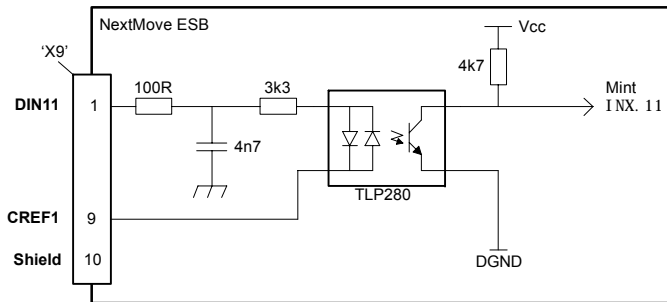 NextMove ESB
‘X9’
Vcc
4k7
100R
3k3
Mint
INX.11
DIN11
1
4n7
TLP280
CREF1
9
Shield
10
DGND